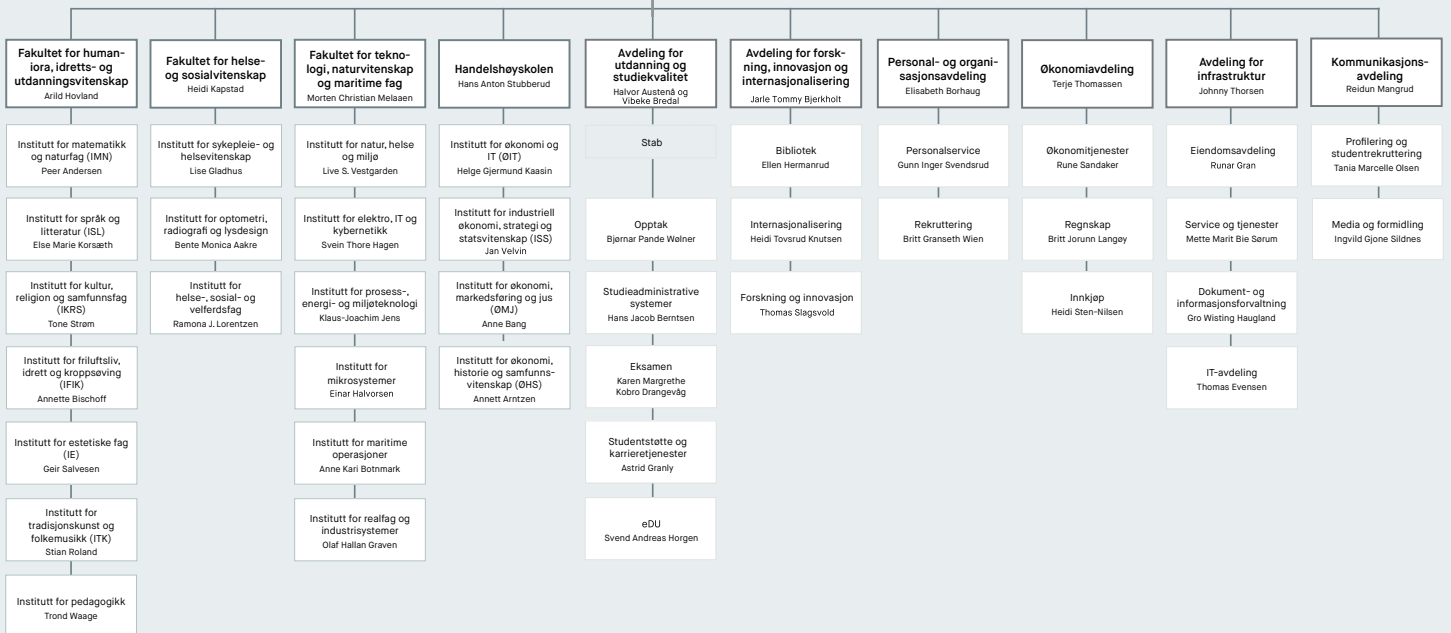 Fakultet for human-
iora, idretts- og
utdanningsvitenskap
Arild Hovland
Institutt for matematikk
og naturfag (IMN)
Peer Andersen
Institutt for språk og
litteratur (ISL)
Else Marie Korsæth
Institutt for kultur,
religion og samfunnsfag
(IKRS)
Tone Strøm
Institutt for friluftsliv,
idrett og kroppsøving
(IFIK)
Annette Bischoff
Institutt for estetiske fag
(IE)
Geir Salvesen
Institutt for
tradisjonskunst og
folkemusikk (ITK)
Stian Roland
Institutt for pedagogikk
Trond Waage
Fakultet for helse-
og sosialvitenskap
Heidi Kapstad
Institutt for sykepleie- og
helsevitenskap
Lise Gladhus
Institutt for optometri,
radiografi og lysdesign
Bente Monica Aakre
Institutt for
helse-, sosial- og
velferdsfag
Ramona J. Lorentzen
Fakultet for tekno-
logi, naturvitenskap
og maritime fag
Morten Christian Melaaen
Institutt for natur, helse
og miljø
Live S. Vestgarden
Institutt for elektro, IT og
kybernetikk
Svein Thore Hagen
Institutt for prosess-,
energi- og miljøteknologi
Klaus-Joachim Jens
Institutt for
mikrosystemer
Einar Halvorsen
Institutt for maritime
operasjoner
Anne Kari Botnmark
Institutt for realfag og
industrisystemer
Olaf Hallan Graven
Handelshøyskolen
Hans Anton Stubberud
Institutt for økonomi og
IT (ØIT)
Helge Gjermund Kaasin
Institutt for industriell
økonomi, strategi og
statsvitenskap (ISS)
Jan Velvin
Institutt for økonomi,
markedsføring og jus
(ØMJ)
Anne Bang
Institutt for økonomi,
historie og samfunns-
vitenskap (ØHS)
Annett Arntzen
Avdeling for
utdanning og
studiekvalitet
Halvor Austenå og
Vibeke Bredal
Stab
Opptak
Bjørnar Pande Wølner
Studieadministrative
systemer
Hans Jacob Berntsen
Eksamen
Karen Margrethe
Kobro Drangevåg
Studentstøtte og
karrieretjenester
Astrid Granly
eDU
Svend Andreas Horgen
Avdeling for forsk-
ning, innovasjon og
internasjonalisering
Jarle Tommy Bjerkholt
Bibliotek
Ellen Hermanrud
Internasjonalisering
Heidi Tovsrud Knutsen
Forskning og innovasjon
Thomas Slagsvold
Personal- og organi-
sasjonsavdeling
Elisabeth Borhaug
Personalservice
Gunn Inger Svendsrud
Rekruttering
Britt Granseth Wien
Økonomiavdeling
Terje Thomassen
Økonomitjenester
Rune Sandaker
Regnskap
Britt Jorunn Langøy
Innkjøp
Heidi Sten-Nilsen
Avdeling for
infrastruktur
Johnny Thorsen
Eiendomsavdeling
Runar Gran
Service og tjenester
Mette Marit Bie Sørum
Dokument- og
informasjonsforvaltning
Gro Wisting Haugland
IT-avdeling
Thomas Evensen
Kommunikasjons-
avdeling
Reidun Mangrud
Profilering og
studentrekruttering
Tania Marcelle Olsen
Media og formidling
Ingvild Gjone Sildnes